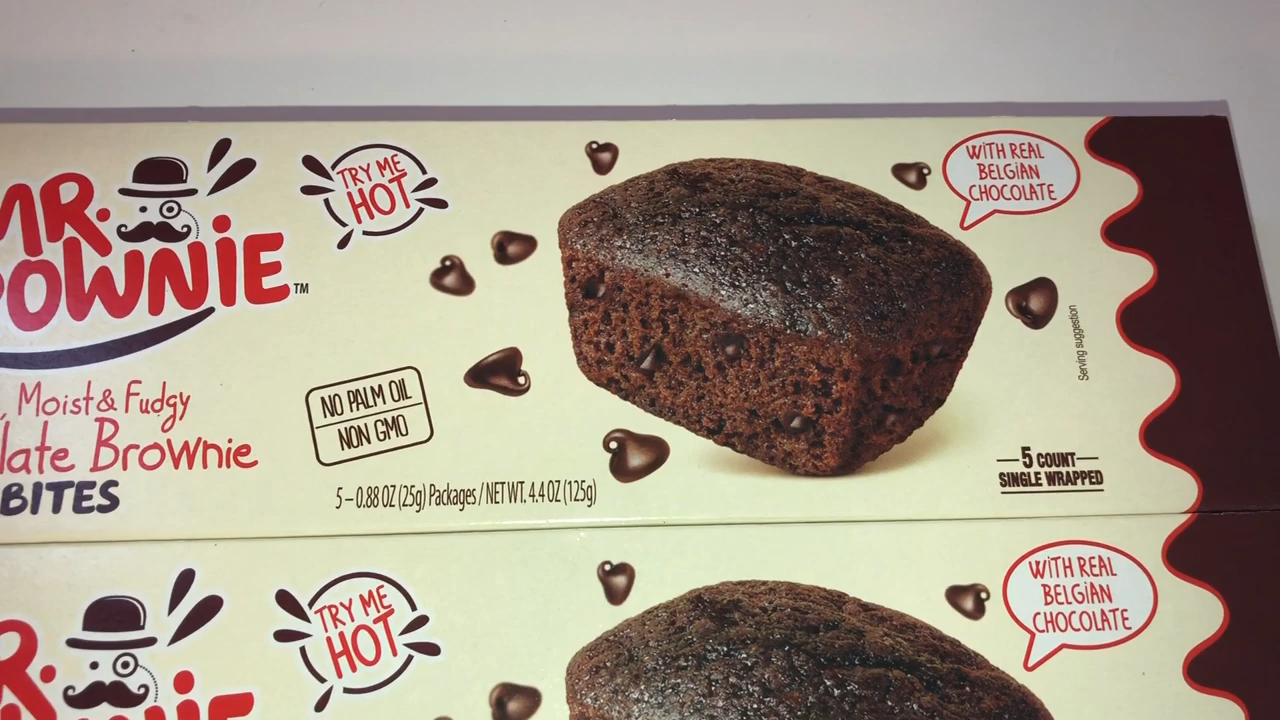 MR.
OWNiE™
Moist & Fudgy
late Brownie
BITES
TRY ME
HOT
NO PALM OIL
NON GMO
5 – 0.88 OZ (25g) Packages / NET WT. 4.4 OZ (125g)
WiTH REAL
BELGiAN
CHOCOLATE
Serving suggestion
5 COUNT
SINGLE WRAPPED
R.
TRY ME
HOT
WiTH REAL
BELGiAN
CHOCOLATE